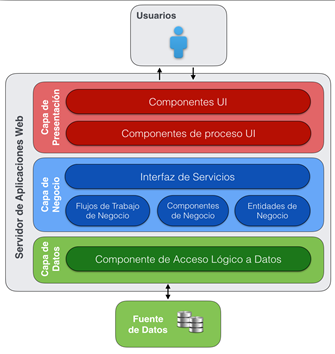 Usuarios
Servidor de Aplicaciones Web
Capa de
Presentación
Componentes UI
Componentes de proceso UI
Capa de
Negocio
Interfaz de Servicios
Flujos de Trabajo
de Negocio
Componentes
de Negocio
Entidades de
Negocio
Capa de
Datos
Componente de Acceso Lógico a Datos
Fuente
de Datos